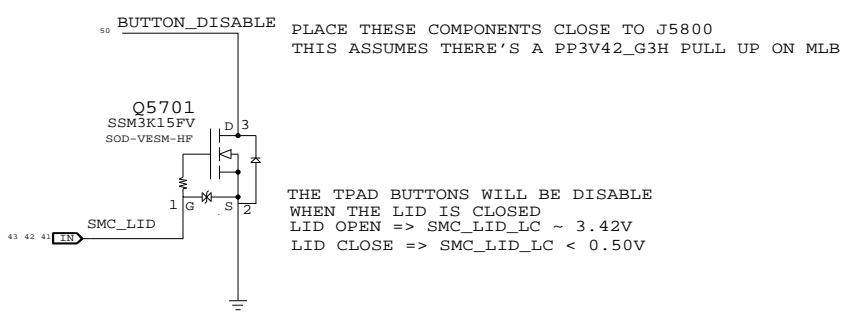 50 BUTTON_DISABLE
PLACE THESE COMPONENTS CLOSE TO J5800
THIS ASSUMES THERE'S A PP3V42_G3H PULL UP ON MLB
Q5701
SSM3K15FV
SOD-VESM-HF
D 3
1 G
S 2
SMC_LID
43 42 41 IN
THE TPAD BUTTONS WILL BE DISABLE
WHEN THE LID IS CLOSED
LID OPEN => SMC_LID_LC ~ 3.42V
LID CLOSE => SMC_LID_LC < 0.50V